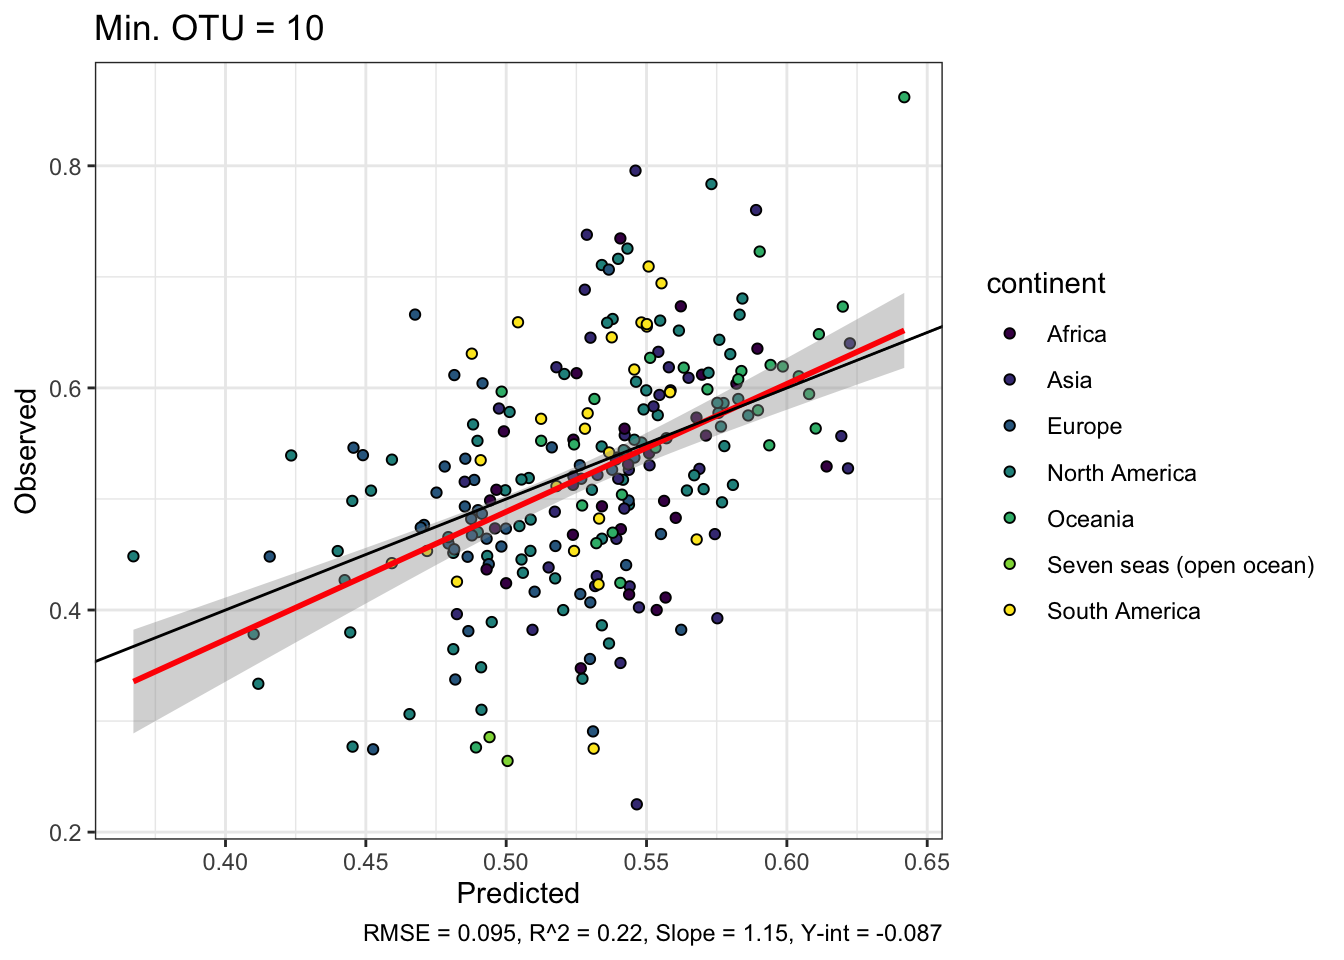 Min. OTU = 10
Observed
0.8
0.6
0.4
0.2
0.40 0.45 0.50 0.55 0.60 0.65
Predicted
RMSE = 0.095, R^2 = 0.22, Slope = 1.15, Y-int = -0.087
continent
Africa
Asia
Europe
North America
Oceania
Seven seas (open ocean)
South America